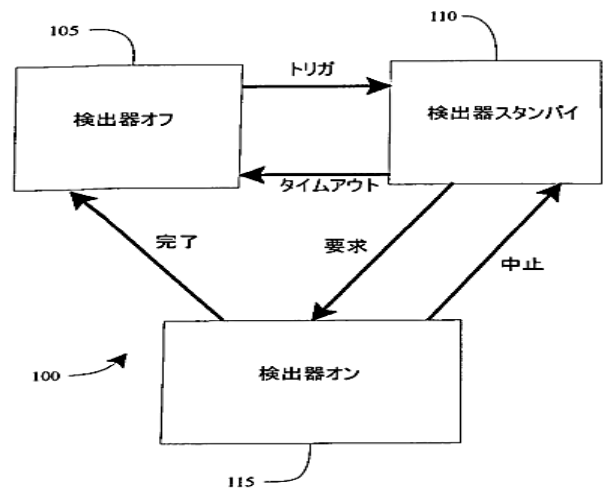 105
110
トリガ
検出器オフ
検出器スタンバイ
タイムアウト
完了
要求
中止
100
検出器オン
115